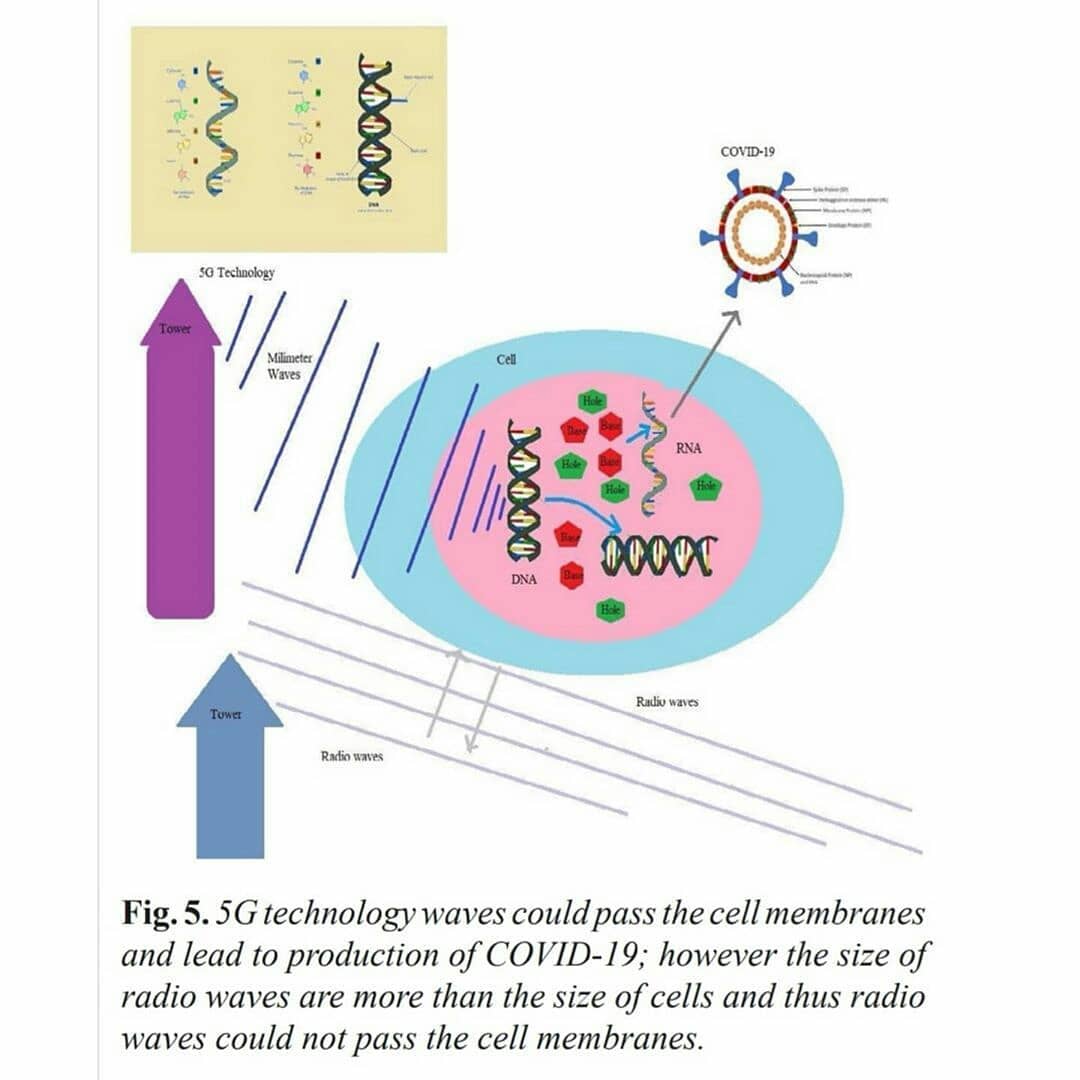 5G Technology
Tower
Milimeter
Waves
COVID-19
Spike Protein (SP)
Cell
Hole
Base
Base
Hole
Base
Hole
RNA
Hole
Base
DNA
Base
Hole
DNA
Radio waves
Tower
Radio waves
Fig. 5. 5G technology waves could pass the cell membranes
and lead to production of COVID-19; however the size of
radio waves are more than the size of cells and thus radio
waves could not pass the cell membranes.